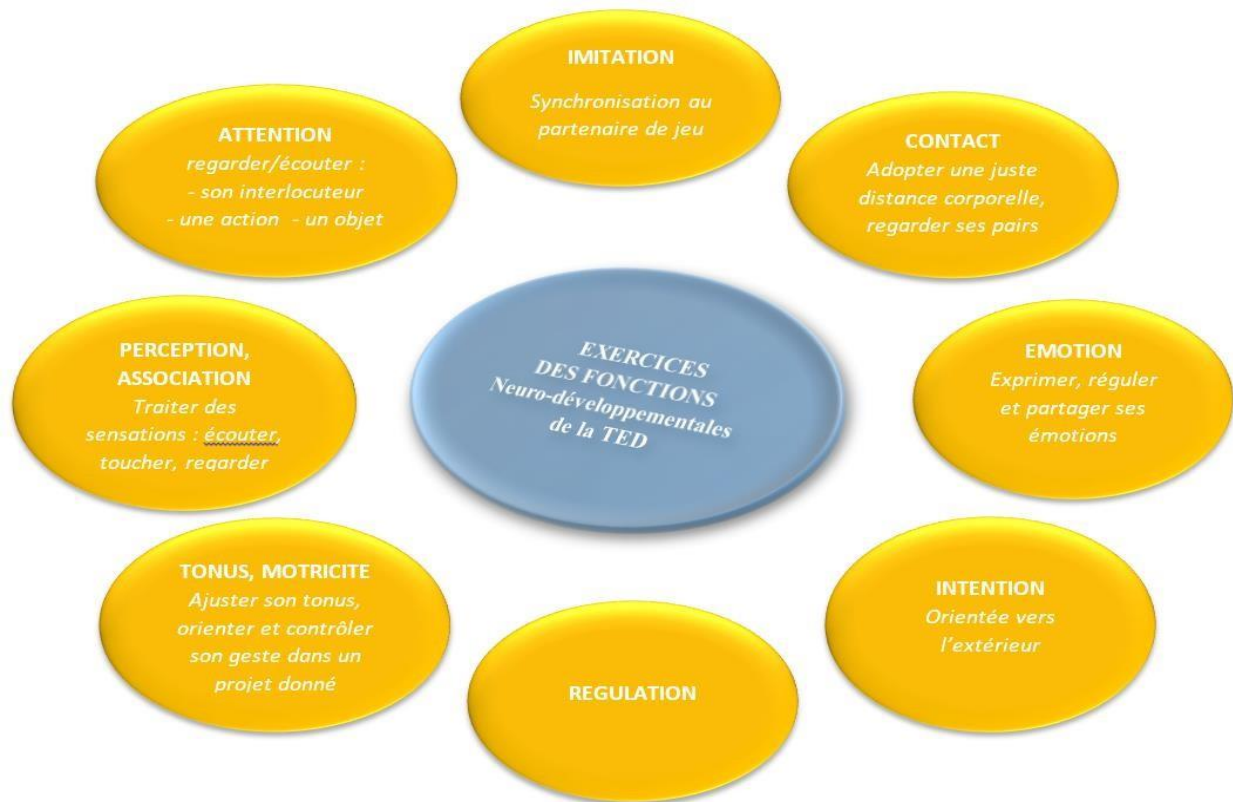 IMITATION
Synchronisation au
partenaire de jeu
ATTENTION
regarder/écouter :
- son interlocuteur
- une action - un objet
CONTACT
Adopter une juste
distance corporelle,
regarder ses pairs
PERCEPTION,
ASSOCIATION
Traiter des
sensations : écouter,
toucher, regarder
EXERCICES
DES FONCTIONS
Neuro-développementales
de la TED
EMOTION
Exprimer, réguler
et partager ses
émotions
TONUS, MOTRICITE
Ajuster son tonus,
orienter et contrôler
son geste dans un
projet donné
REGULATION
INTENTION
Orientée vers
l'extérieur